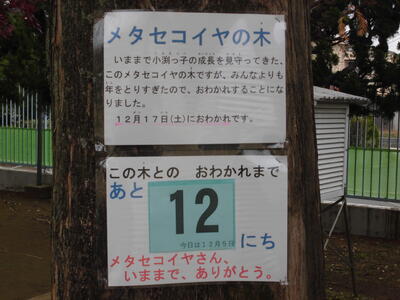 メタセコイヤの木
いままで小渕っ子の成長を見守ってきた、
このメタセコイヤの木ですが、みんなよりも
年をとりすぎたので、おわかれすることにな
りました。
12月17日(土)におわかれです。
この木との おわかれまで
あと
12
今日は12月5日
にち
メタセコイヤさん、
いままで、ありがとう。